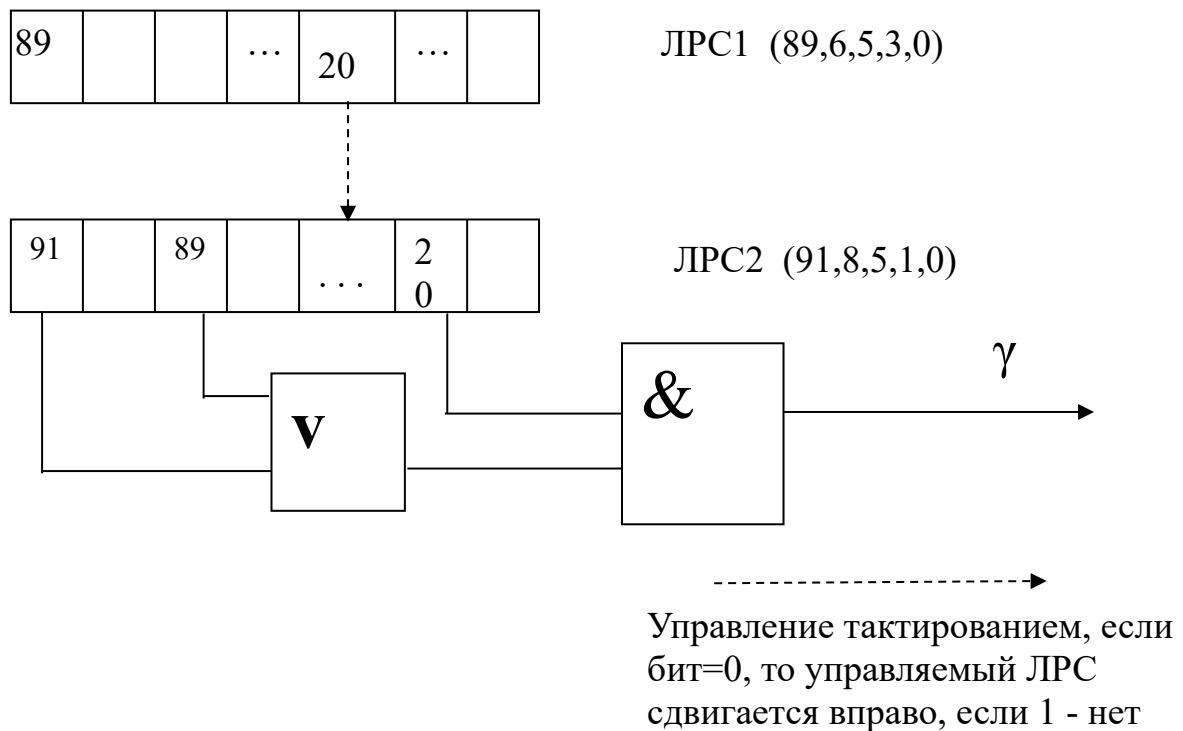 89
…
20
…
ЛРС1 (89,6,5,3,0)
91
89
. . .
2
0
ЛРС2 (91,8,5,1,0)
v
&
γ
Управление тактированием, если
бит=0, то управляемый ЛРС
сдвигается вправо, если 1 - нет